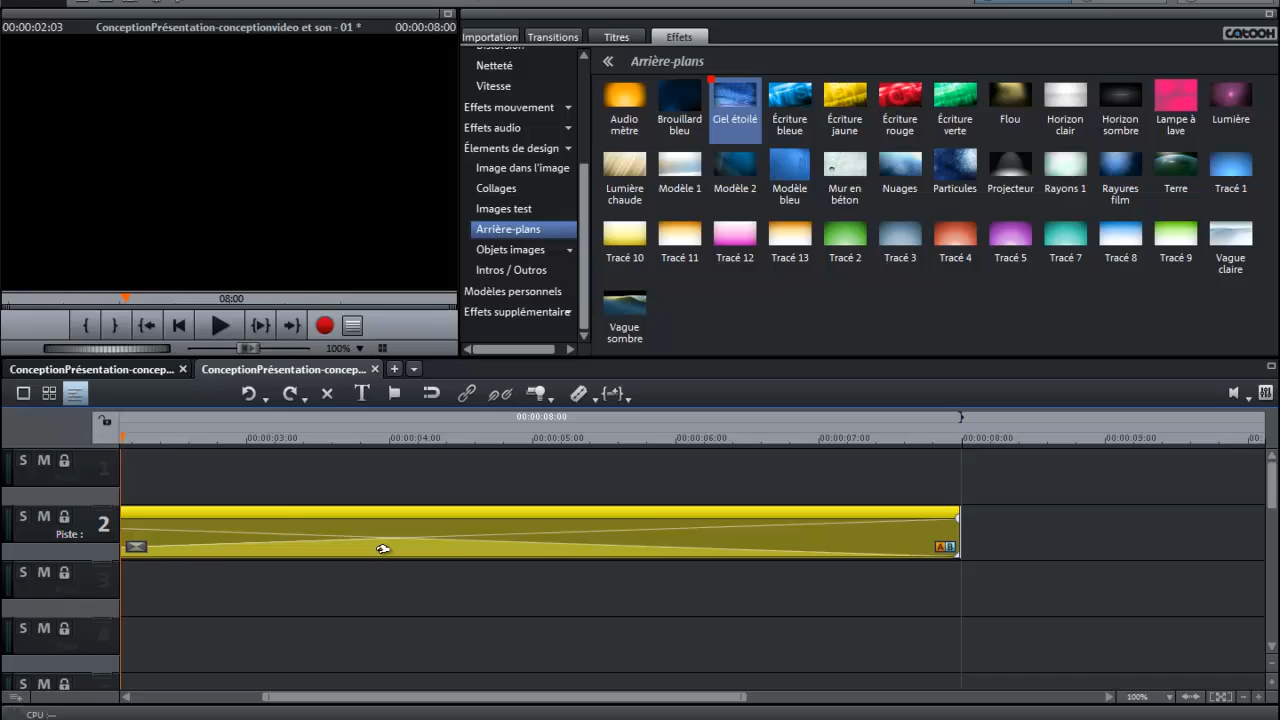 00:00:02:03
ConceptionPrésentation-conceptionvideo et son - 01 *
00:00:08:00
08:00
100%
Importation
Transitions
Titres
Effets
CATOOH
Distorsion
Netteté
Vitesse
Effets mouvement
Effets audio
Élements de design
Image dans l'image
Collages
Images test
Arrière-plans
Objets images
Intros / Outros
Modèles personnels
Effets supplémentaire
Arrière-plans
Audio mètre
Brouillard bleu
Ciel étoilé
Écriture bleue
Écriture jaune
Écriture rouge
Écriture verte
Flou
Horizon clair
Horizon sombre
Lampe à lave
Lumière
Lumière chaude
Modèle 1
Modèle 2
Modèle bleu
Mur en béton
Nuages
Particules
Projecteur
Rayons 1
Rayures film
Terre
Tracé 1
Tracé 10
Tracé 11
Tracé 12
Tracé 13
Tracé 2
Tracé 3
Tracé 4
Tracé 5
Tracé 7
Tracé 8
Tracé 9
Vague claire
Vague sombre
ConceptionPrésentation-concep...
ConceptionPrésentation-concep...
00:00:08:00
00:00:03:00
00:00:04:00
00:00:05:00
00:00:06:00
00:00:07:00
00:00:08:00
00:00:09:00
00:
S M 1
S M 2
Piste :
A B
S M 3
S M 4
S M
100%
CPU :--